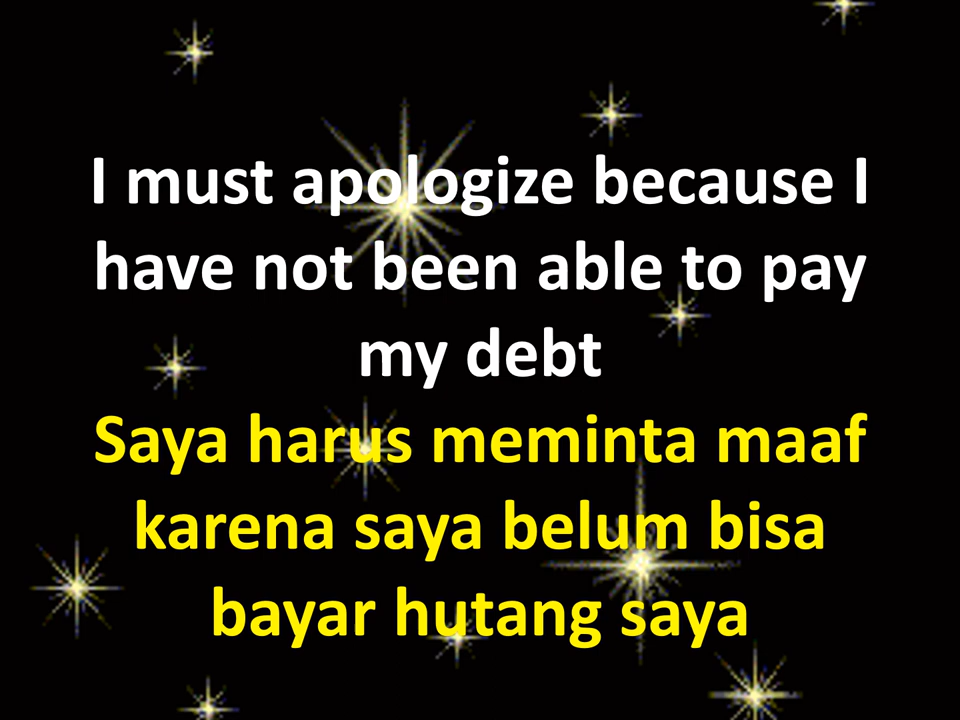 I must apologize because I
have not been able to pay
my debt
Saya harus meminta maaf
karena saya belum bisa
bayar hutang saya